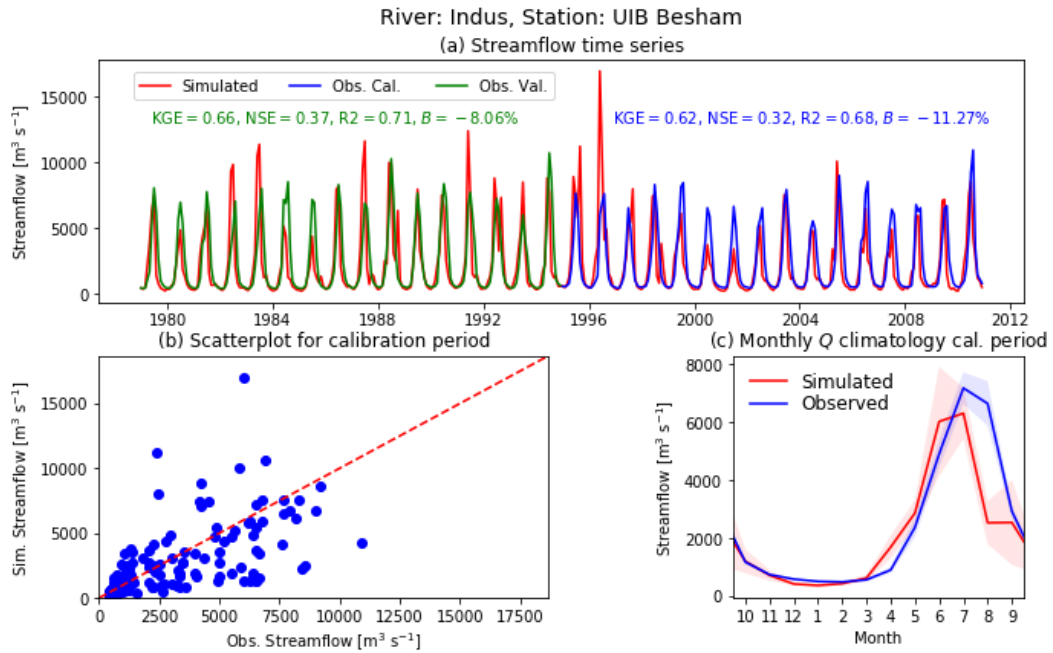 River: Indus, Station: UIB Besham
(a) Streamflow time series
Simulated Obs. Cal. Obs. Val.
KGE = 0.66, NSE = 0.37, R2 = 0.71, B = −8.06%
KGE = 0.62, NSE = 0.32, R2 = 0.68, B = −11.27%
Streamflow [m³ s⁻¹]
15000
10000
5000
0
1980 1984 1988 1992 1996 2000 2004 2008 2012
(b) Scatterplot for calibration period
Sim. Streamflow [m³ s⁻¹]
15000
10000
5000
0
0 2500 5000 7500 10000 12500 15000 17500
Obs. Streamflow [m³ s⁻¹]
(c) Monthly Q climatology cal. period
Simulated
Observed
Streamflow [m³ s⁻¹]
8000
6000
4000
2000
0
10 11 12 1 2 3 4 5 6 7 8 9
Month